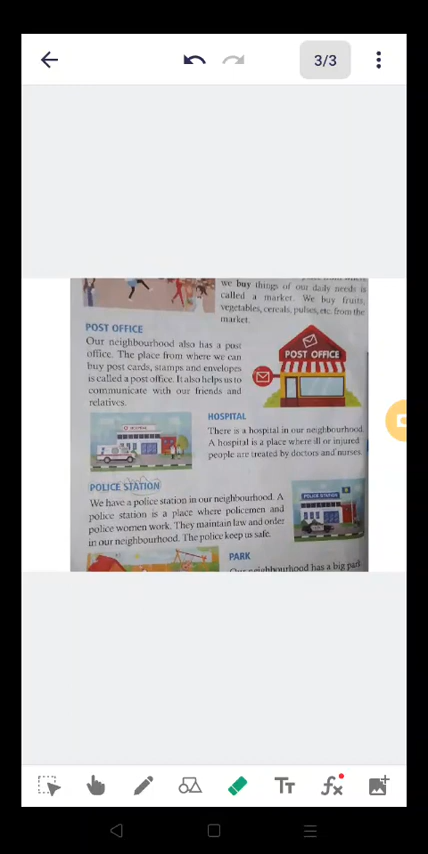 3/3
we buy things of our daily needs is
called a market. We buy fruits,
vegetables, cereals, pulses, etc. from the
market.
POST OFFICE
Our neighbourhood also has a post
office. The place from where we can
buy post cards, stamps and envelopes
is called a post office. It also helps us to
communicate with our friends and
relatives.
POST OFFICE
HOSPITAL
HOSPITAL
There is a hospital in our neighbourhood.
A hospital is a place where ill or injured
people are treated by doctors and nurses.
POLICE STATION
We have a police station in our neighbourhood. A
police station is a place where policemen and
police women work. They maintain law and order
in our neighbourhood. The police keep us safe.
POLICE STATION
PARK
Our neighbourhood has a big park
Tт
fx